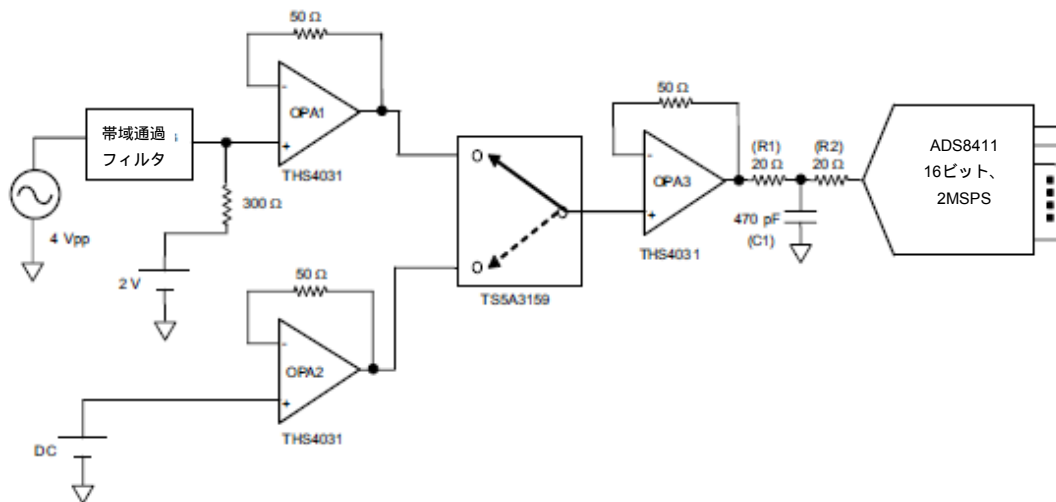 50 Ω
OPA1
THS4031
帯域通過
フィルタ
4 Vpp
300 Ω
2 V
50 Ω
OPA2
THS4031
DC
TS5A3159
50 Ω
OPA3
THS4031
(R1)
20 Ω
(R2)
20 Ω
470 pF
(C1)
ADS8411
16ビット、
2MSPS